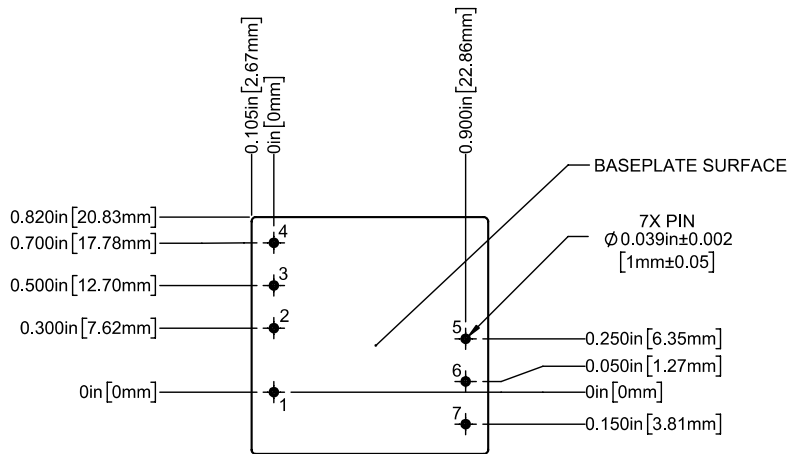 0.105in[2.67mm]
0in[0mm]
0.900in[22.86mm]
BASEPLATE SURFACE
0.820in[20.83mm]
0.700in[17.78mm]
0.500in[12.70mm]
0.300in[7.62mm]
0in[0mm]
4
3
2
1
5
6
7
7X PIN
Ø0.039in±0.002
[1mm±0.05]
0.250in[6.35mm]
0.050in[1.27mm]
0in[0mm]
0.150in[3.81mm]